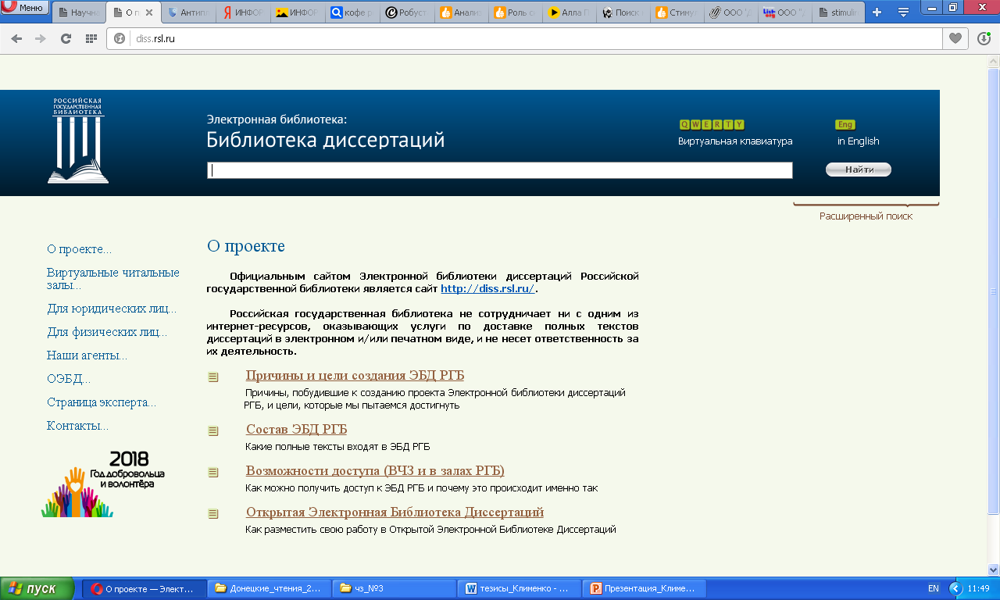 Меню
Научна
О п
Антипл
ИНФОР
ИНФОР
кофе р
Робуст
Анализ
Роль с
Алла П
Поиск
Стиму
ООО "Д
ООО "Д
stimulir
diss.rsl.ru
РОССИЙСКАЯ
ГОСУДАРСТВЕННАЯ
БИБЛИОТЕКА
Электронная библиотека:
Библиотека диссертаций
QWERTY
Виртуальная клавиатура
Eng
in English
Найти
Расширенный поиск
О проекте...
Виртуальные читальные
залы...
Для юридических лиц...
Для физических лиц...
Наши агенты...
ОЭБД...
Страница эксперта...
Контакты...
2018
Год добровольца
и волонтёра
О проекте
Официальным сайтом Электронной библиотеки диссертаций Российской
государственной библиотеки является сайт http://diss.rsl.ru/.
Российская государственная библиотека не сотрудничает ни с одним из
интернет-ресурсов, оказывающих услуги по доставке полных текстов
диссертаций в электронном и/или печатном виде, и не несет ответственность за
их деятельность.
Причины и цели создания ЭБД РГБ
Причины, побудившие к созданию проекта Электронной библиотеки диссертаций
РГБ, и цели, которые мы пытаемся достигнуть
Состав ЭБД РГБ
Какие полные тексты входят в ЭБД РГБ
Возможности доступа (ВЧЗ и в залах РГБ)
Как можно получить доступ к ЭБД РГБ и почему это происходит именно так
Открытая Электронная Библиотека Диссертаций
Как разместить свою работу в Открытой Электронной Библиотеке Диссертаций
пуск
О проекте — Элект...
Донецкие_чтения_2...
чз_№3
тезисы_Клименко - ...
Презентация_Климе...
EN
11:49